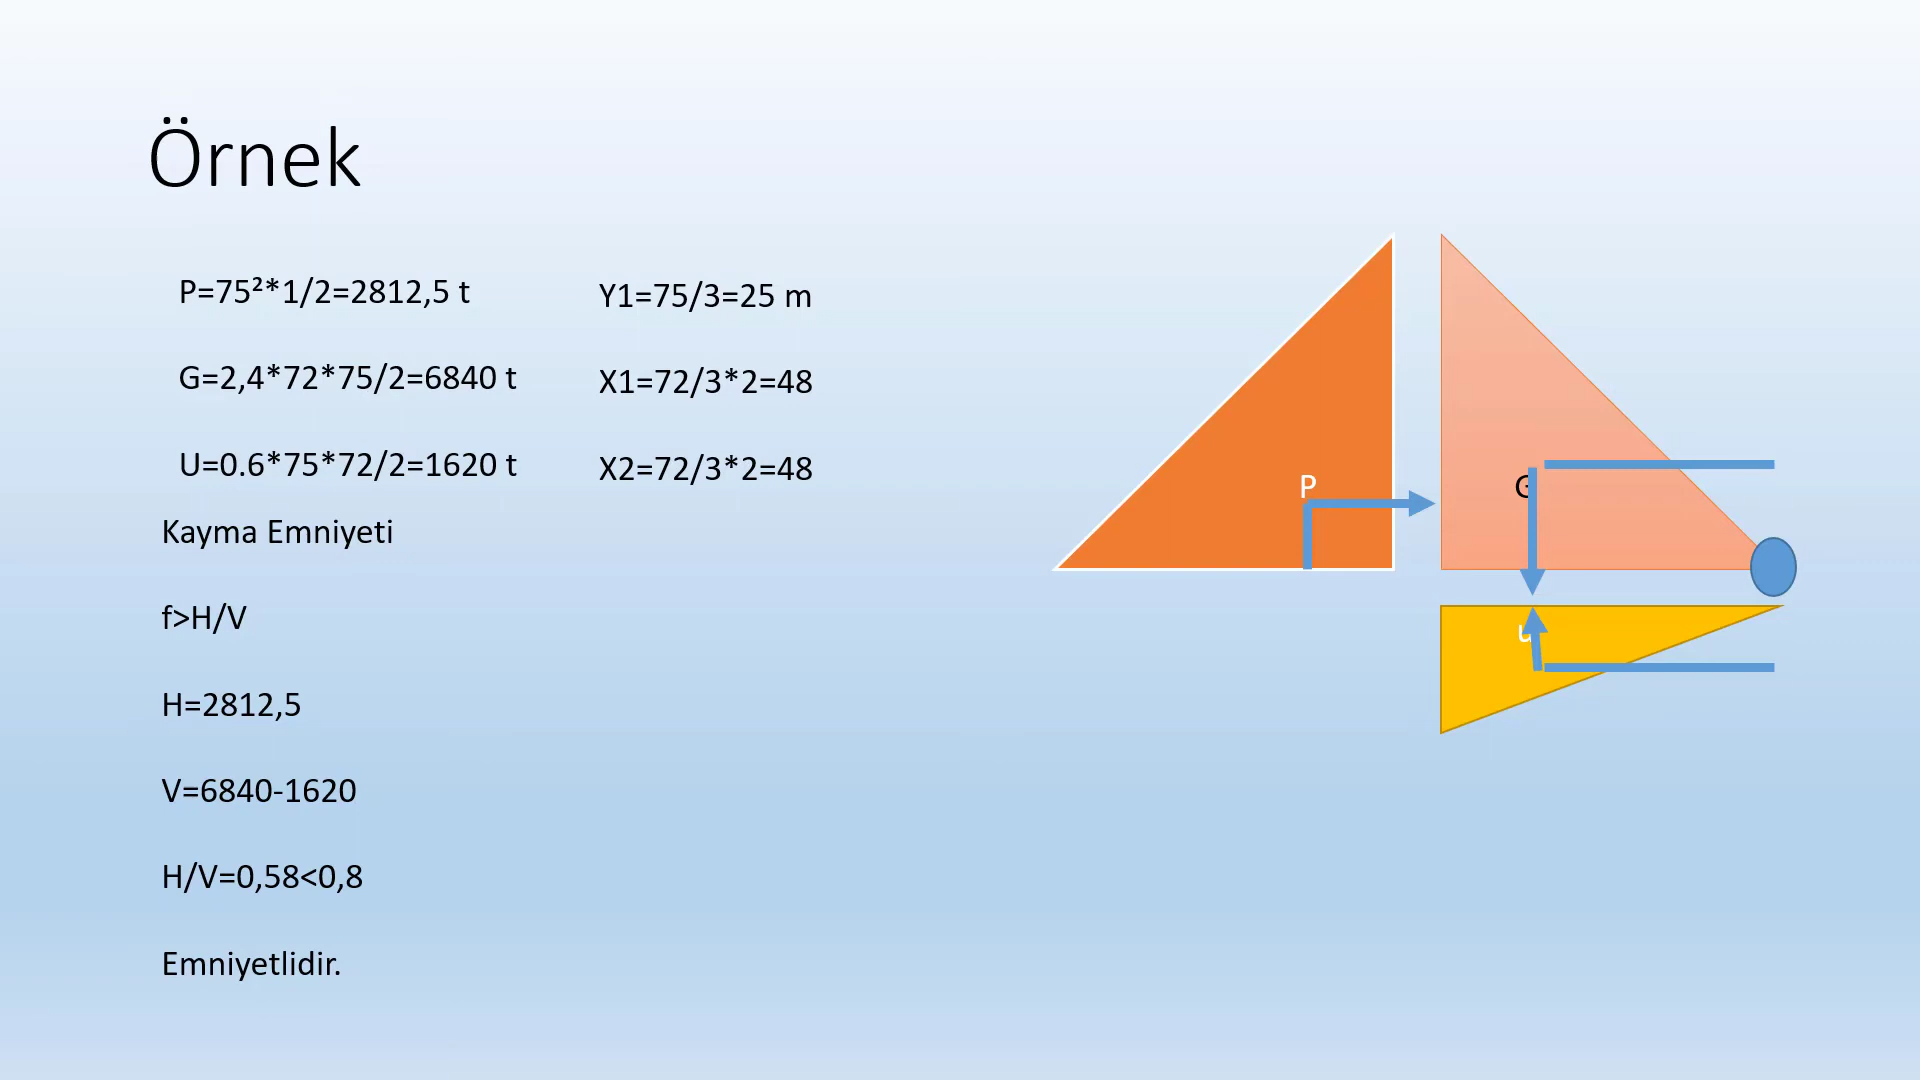 Örnek
P=75²*1/2=2812,5 t
G=2,4*72*75/2=6840 t
U=0.6*75*72/2=1620 t
Y1=75/3=25 m
X1=72/3*2=48
X2=72/3*2=48
Kayma Emniyeti
f>H/V
H=2812,5
V=6840-1620
H/V=0,58<0,8
Emniyetlidir.
P
G
u